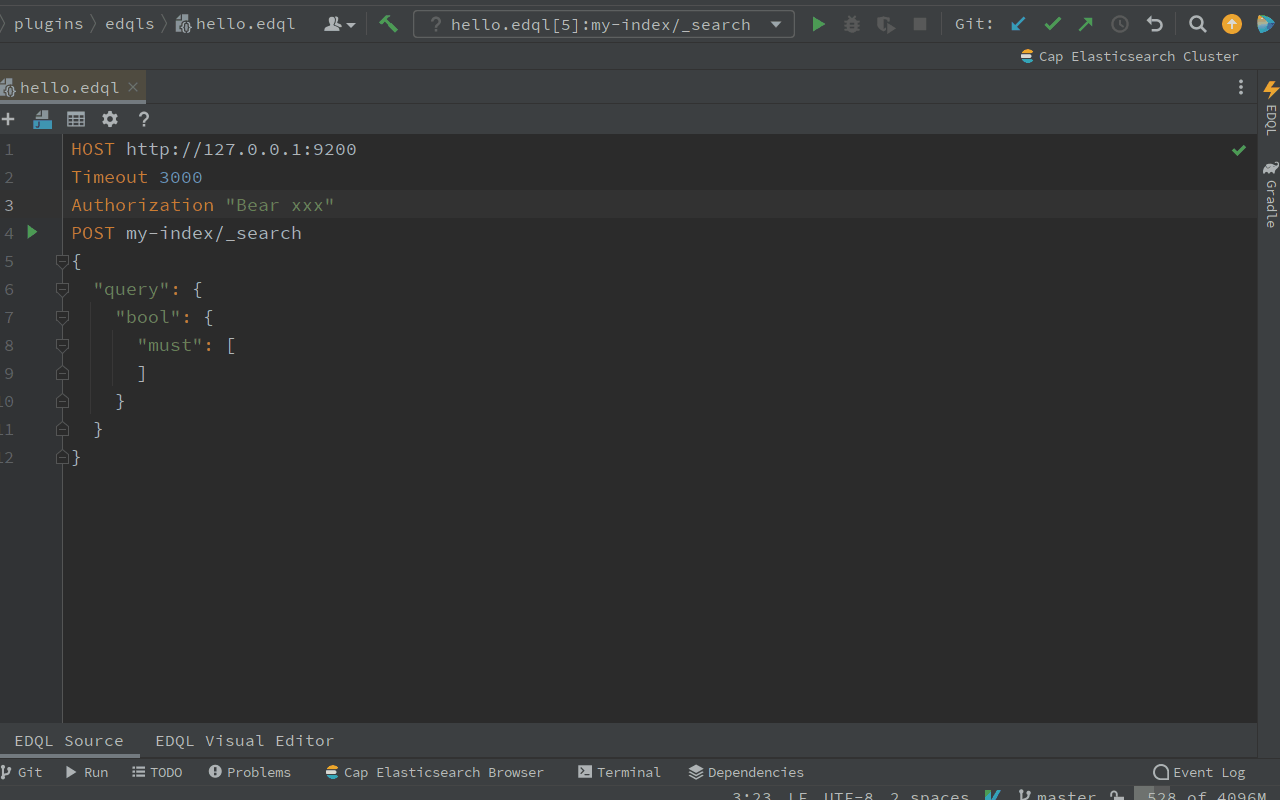 plugins edqls hello.edql ? hello.edql[5]:my-index/_search Git:
Cap Elasticsearch Cluster
hello.edql
?
1 HOST http://127.0.0.1:9200
2 Timeout 3000
3 Authorization "Bear xxx"
4 POST my-index/_search
5 {
6 "query": {
7 "bool": {
8 "must": [
9 ]
10 }
11 }
12 }
EDQL
Gradle
EDQL Source EDQL Visual Editor
Git Run TODO Problems Cap Elasticsearch Browser Terminal Dependencies Event Log
3:23 LF UTF-8 2 spaces master 528 of 4096M